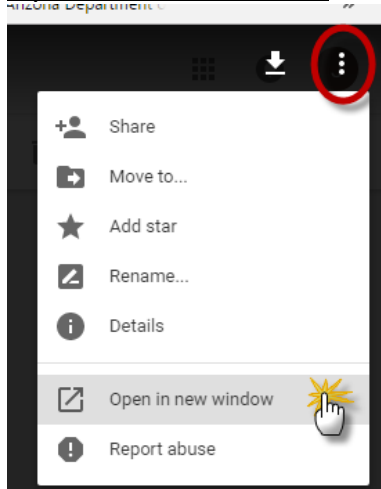 Arizona Department
Share
Move to...
Add star
Rename...
Details
Open in new window
Report abuse